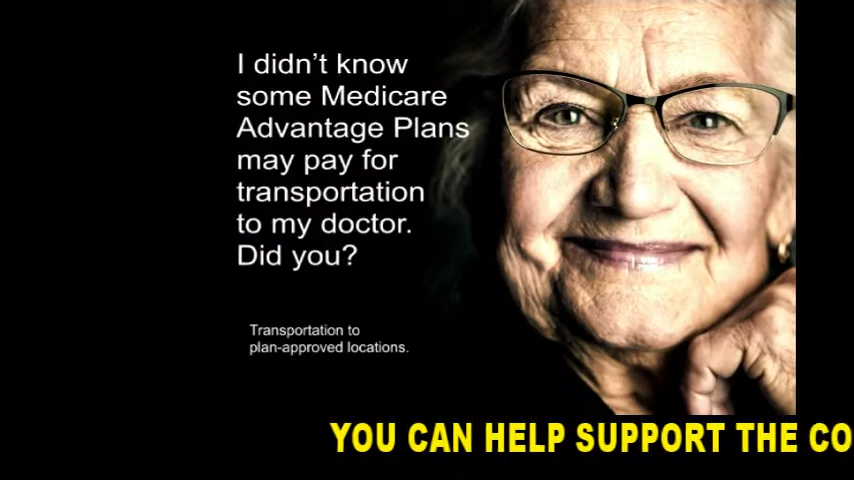 I didn't know
some Medicare
Advantage Plans
may pay for
transportation
to my doctor.
Did you?
Transportation to
plan-approved locations.
YOU CAN HELP SUPPORT THE CO